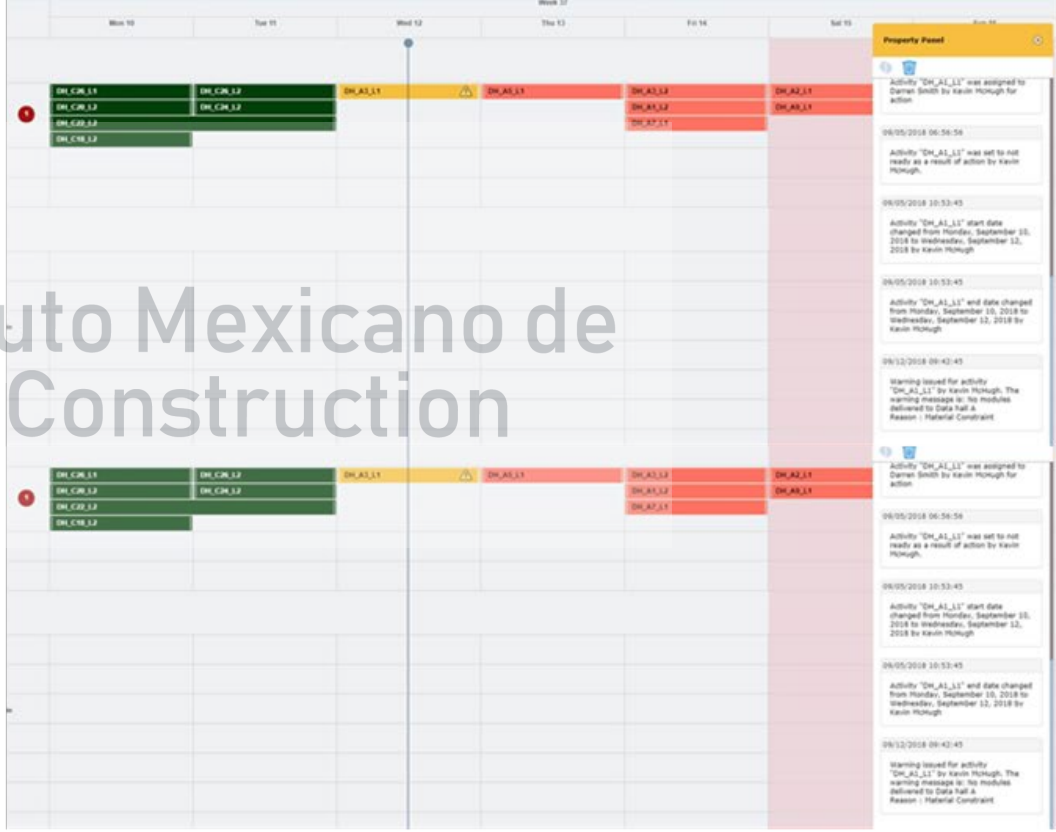 Week 37
Mon 10 Tue 11 Wed 12 Thu 13 Fri 14 Sat 15
Property Panel
DH_C26_L1 DH_C26_L2 DH_A3_L1 DH_A5_L1 DH_A3_L2 DH_A2_L1
DH_C20_L2 DH_C24_L2 DH_A1_L2 DH_A9_L1
DH_C22_L2 DH_A7_L1
DH_C18_L2
1
Activity "DH_A1_L1" was assigned to
Darren Smith by Kevin McHugh for
action
09/05/2018 06:56:56
Activity "DH_A1_L1" was set to not
ready as a result of action by Kevin
McHugh.
09/05/2018 10:53:45
Activity "DH_A1_L1" start date
changed from Monday, September 10,
2018 to Wednesday, September 12,
2018 by Kevin McHugh
09/05/2018 10:53:45
Activity "DH_A1_L1" end date changed
from Monday, September 10, 2018 to
Wednesday, September 12, 2018 by
Kevin McHugh
09/12/2018 09:42:45
Warning issued for activity
"DH_A1_L1" by Kevin McHugh. The
warning message is: No modules
delivered to Data hall A
Reason : Material Constraint
uto Mexicano de
Construction
DH_C26_L1 DH_C26_L2 DH_A3_L1 DH_A5_L1 DH_A3_L2 DH_A2_L1
DH_C20_L2 DH_C24_L2 DH_A1_L2 DH_A9_L1
DH_C22_L2 DH_A7_L1
DH_C18_L2
1
Activity "DH_A1_L1" was assigned to
Darren Smith by Kevin McHugh for
action
09/05/2018 06:56:56
Activity "DH_A1_L1" was set to not
ready as a result of action by Kevin
McHugh.
09/05/2018 10:53:45
Activity "DH_A1_L1" start date
changed from Monday, September 10,
2018 to Wednesday, September 12,
2018 by Kevin McHugh
09/05/2018 10:53:45
Activity "DH_A1_L1" end date changed
from Monday, September 10, 2018 to
Wednesday, September 12, 2018 by
Kevin McHugh
09/12/2018 09:42:45
Warning issued for activity
"DH_A1_L1" by Kevin McHugh. The
warning message is: No modules
delivered to Data hall A
Reason : Material Constraint